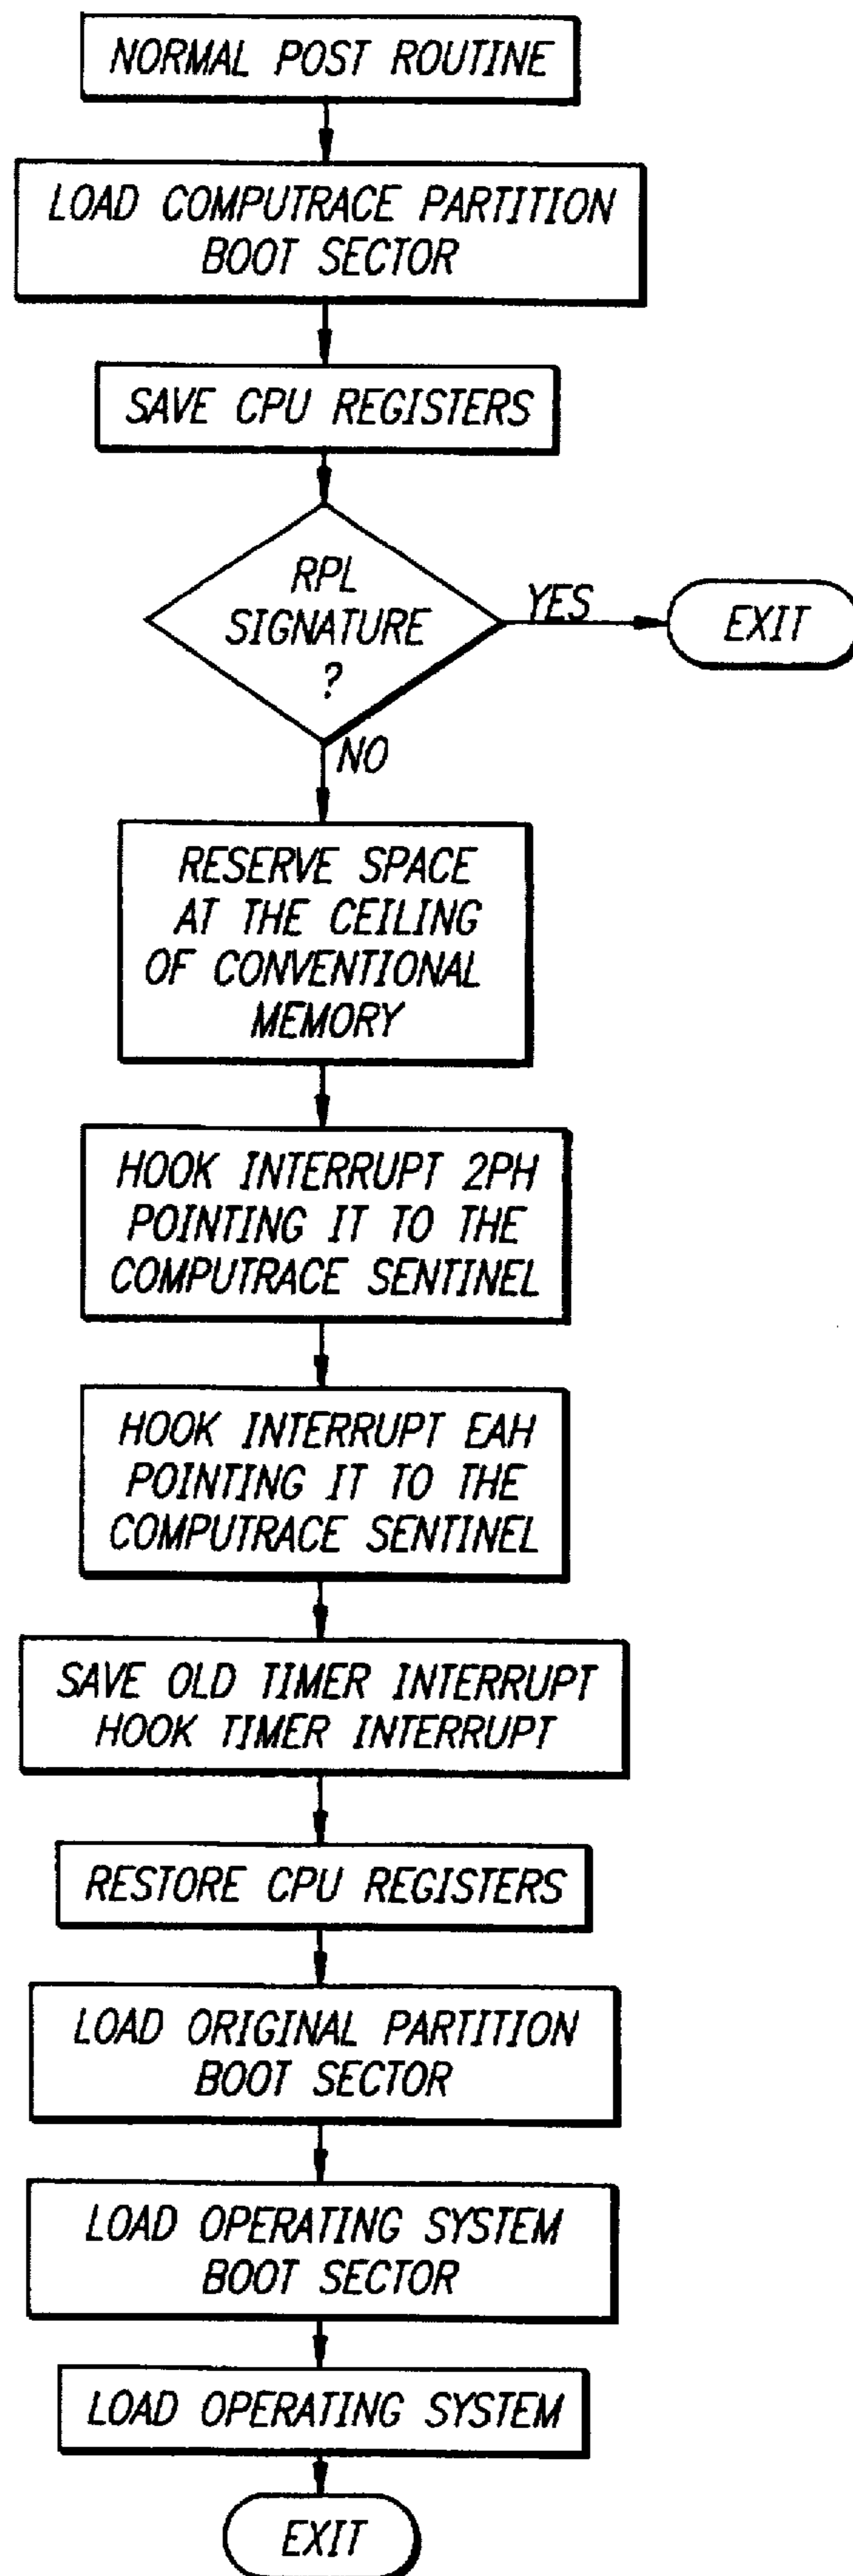 NORMAL POST ROUTINE
LOAD COMPUTRACE PARTITION
BOOT SECTOR
SAVE CPU REGISTERS
RPL
SIGNATURE
?
YES
EXIT
NO
RESERVE SPACE
AT THE CEILING
OF CONVENTIONAL
MEMORY
HOOK INTERRUPT 2PH
POINTING IT TO THE
COMPUTRACE SENTINEL
HOOK INTERRUPT EAH
POINTING IT TO THE
COMPUTRACE SENTINEL
SAVE OLD TIMER INTERRUPT
HOOK TIMER INTERRUPT
RESTORE CPU REGISTERS
LOAD ORIGINAL PARTITION
BOOT SECTOR
LOAD OPERATING SYSTEM
BOOT SECTOR
LOAD OPERATING SYSTEM
EXIT